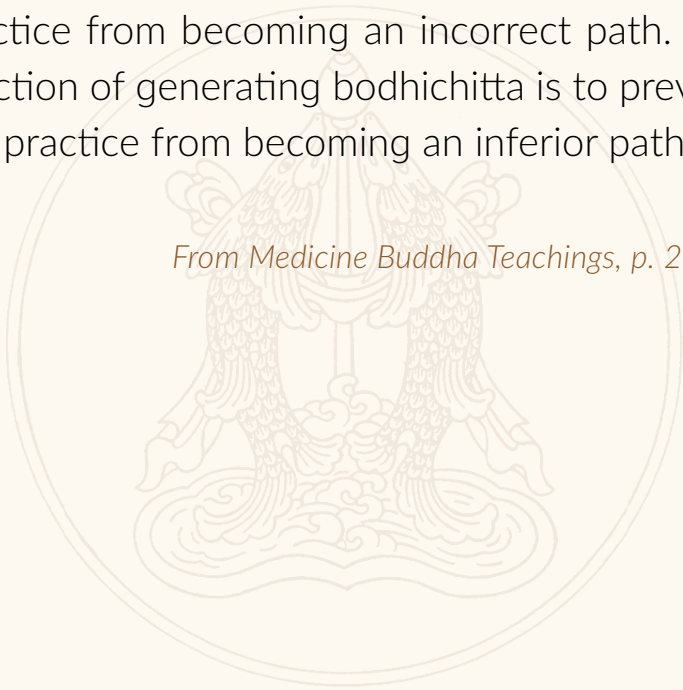 ctice from becoming an incorrect path.
ction of generating bodhichitta is to prev
practice from becoming an inferior path
From Medicine Buddha Teachings, p. 2